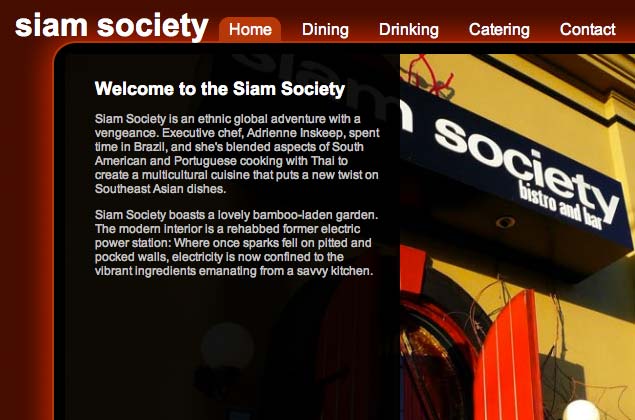 siam society
Home Dining Drinking Catering Contact
Welcome to the Siam Society
Siam Society is an ethnic global adventure with a
vengeance. Executive chef, Adrienne Inskeep, spent
time in Brazil, and she's blended aspects of South
American and Portuguese cooking with Thai to
create a multicultural cuisine that puts a new twist on
Southeast Asian dishes.
Siam Society boasts a lovely bamboo-laden garden.
The modern interior is a rehabbed former electric
power station: Where once sparks fell on pitted and
pocked walls, electricity is now confined to the
vibrant ingredients emanating from a savvy kitchen.
siam society
bistro and bar